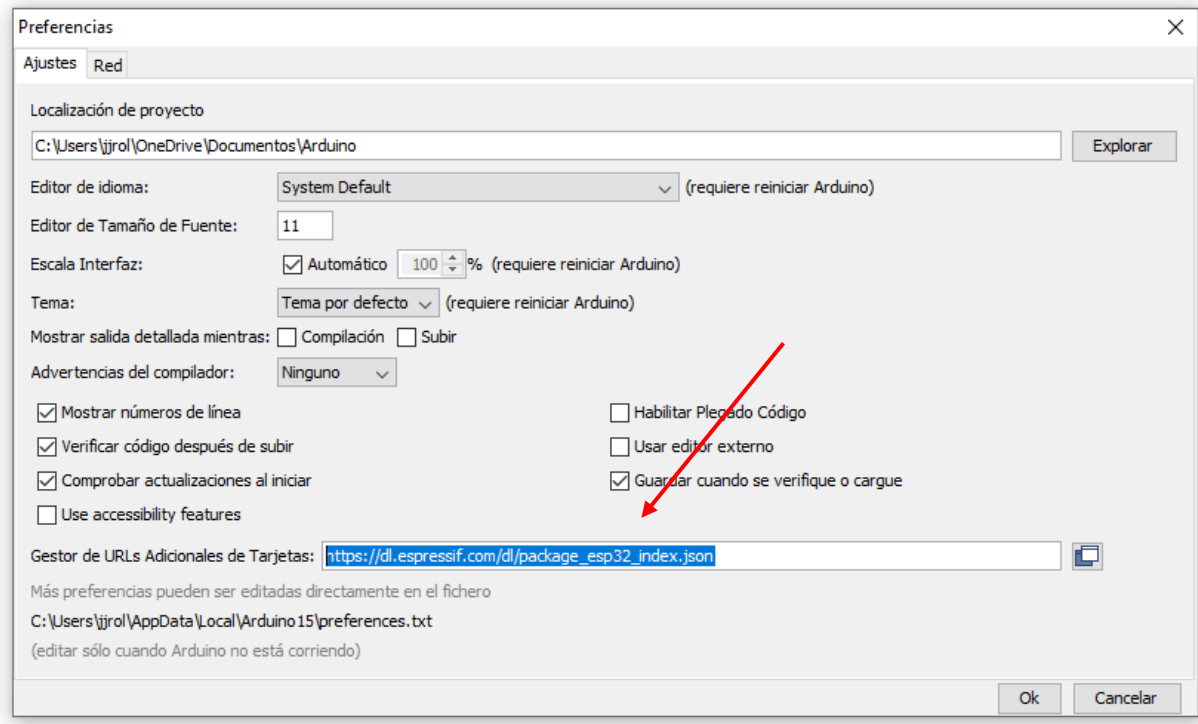 Preferencias
Ajustes Red
Localización de proyecto
C:\Users\jjrol\OneDrive\Documentos\Arduino Explorar
Editor de idioma: System Default (requiere reiniciar Arduino)
Editor de Tamaño de Fuente: 11
Escala Interfaz: Automático 100 % (requiere reiniciar Arduino)
Tema: Tema por defecto (requiere reiniciar Arduino)
Mostrar salida detallada mientras: Compilación Subir
Advertencias del compilador: Ninguno
Mostrar números de línea Habilitar Plegado Código
Verificar código después de subir Usar editor externo
Comprobar actualizaciones al iniciar Guardar cuando se verifique o cargue
Use accessibility features
Gestor de URLs Adicionales de Tarjetas: https://dl.espressif.com/dl/package_esp32_index.json
Más preferencias pueden ser editadas directamente en el fichero
C:\Users\jjrol\AppData\Local\Arduino15\preferences.txt
(editar sólo cuando Arduino no está corriendo)
Ok Cancelar